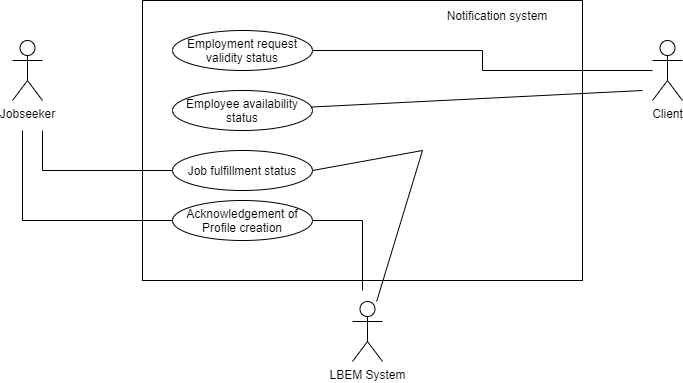 Notification system
Employment request
validity status
Employee availability
status
Jobseeker
Client
Job fulfillment status
Acknowledgement of
Profile creation
LBEM System